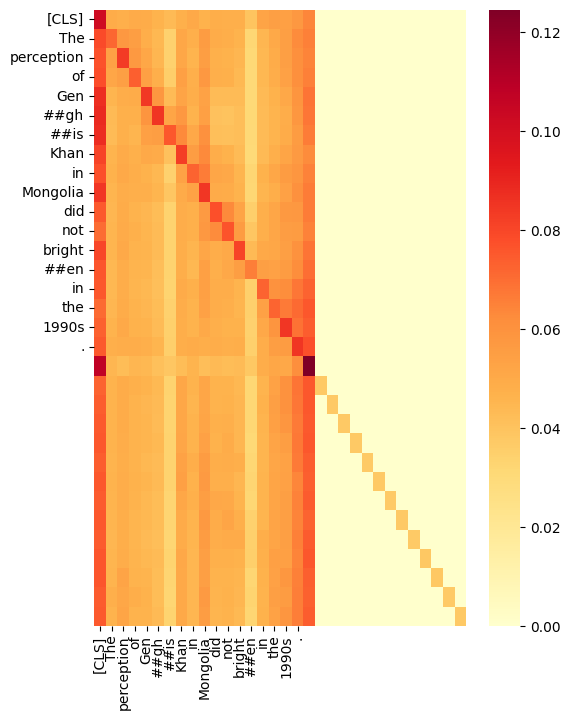 [CLS]
The
perception
of
Gen
##gh
##is
Khan
in
Mongolia
did
not
bright
##en
in
the
1990s
.
0.12
0.10
0.08
0.06
0.04
0.02
0.00
[CLS]
The
perception
of
Gen
##gh
##is
Khan
in
Mongolia
did
not
bright
##en
in
the
1990s
.